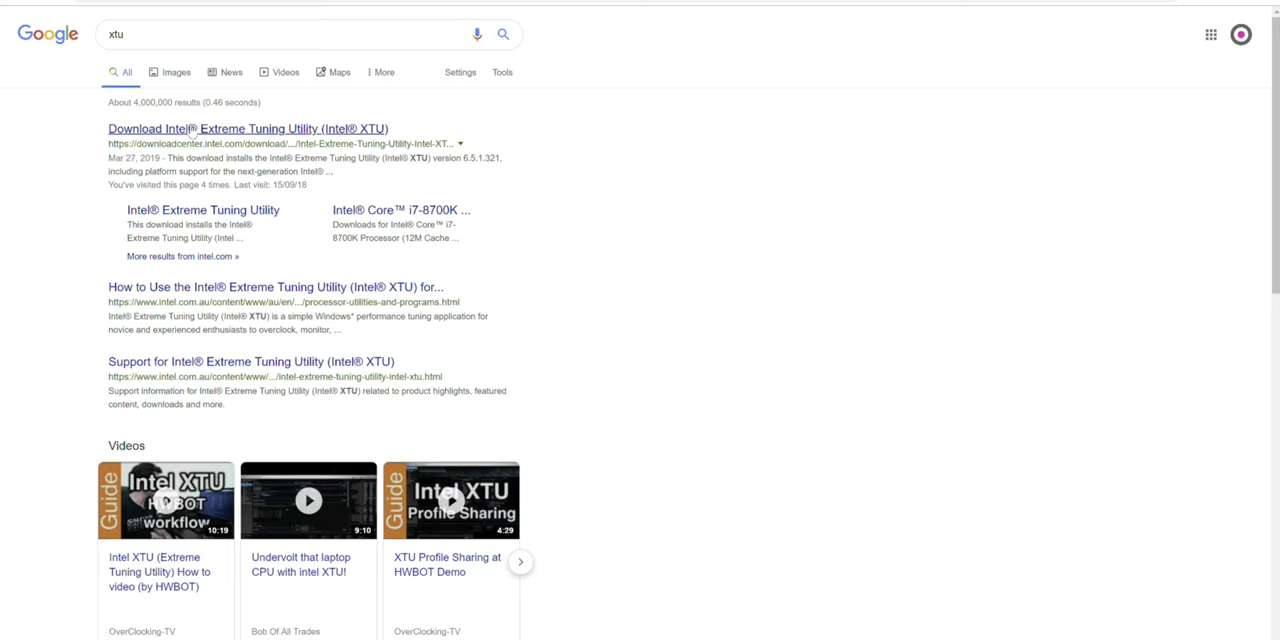 Google
xtu
All
Images
News
Videos
Maps
More
Settings
Tools
About 4,000,000 results (0.46 seconds)
Download Intel® Extreme Tuning Utility (Intel® XTU)
https://downloadcenter.intel.com/download/.../Intel-Extreme-Tuning-Utility-Intel-XT...
Mar 27, 2019 - This download installs the Intel® Extreme Tuning Utility (Intel® XTU) version 6.5.1.321,
including platform support for the next-generation Intel® ...
You've visited this page 4 times. Last visit: 15/09/18
Intel® Extreme Tuning Utility
This download installs the Intel®
Extreme Tuning Utility (Intel ...
Intel® Core™ i7-8700K ...
Downloads for Intel® Core™ i7-
8700K Processor (12M Cache ...
More results from intel.com »
How to Use the Intel® Extreme Tuning Utility (Intel® XTU) for...
https://www.intel.com.au/content/www/au/en/.../processor-utilities-and-programs.html
Intel® Extreme Tuning Utility (Intel® XTU) is a simple Windows* performance tuning application for
novice and experienced enthusiasts to overclock, monitor, ...
Support for Intel® Extreme Tuning Utility (Intel® XTU)
https://www.intel.com.au/content/www/.../intel-extreme-tuning-utility-intel-xtu.html
Support information for Intel® Extreme Tuning Utility (Intel® XTU) related to product highlights, featured
content, downloads and more.
Videos
Guide
Intel XTU
HWBOT
workflow
10:19
9:10
Guide
Intel XTU
Profile Sharing
4:29
Intel XTU (Extreme
Tuning Utility) How to
video (by HWBOT)
OverClocking-TV
Undervolt that laptop
CPU with intel XTU!
Bob Of All Trades
XTU Profile Sharing at
HWBOT Demo
OverClocking-TV